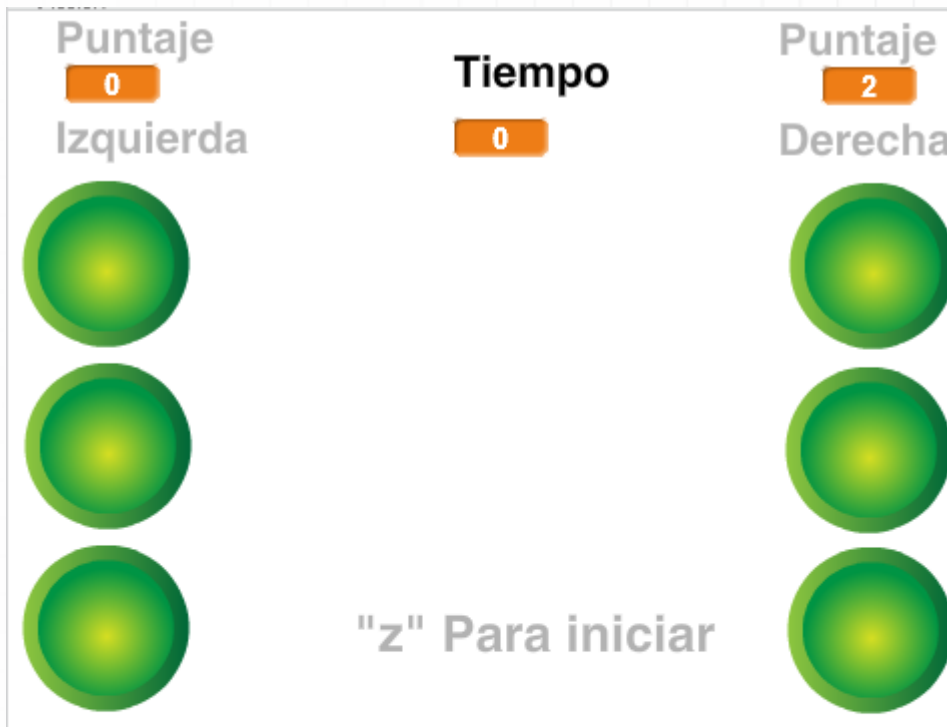 Puntaje
0
Izquierda
Tiempo
0
Puntaje
2
Derecha
"z" Para iniciar